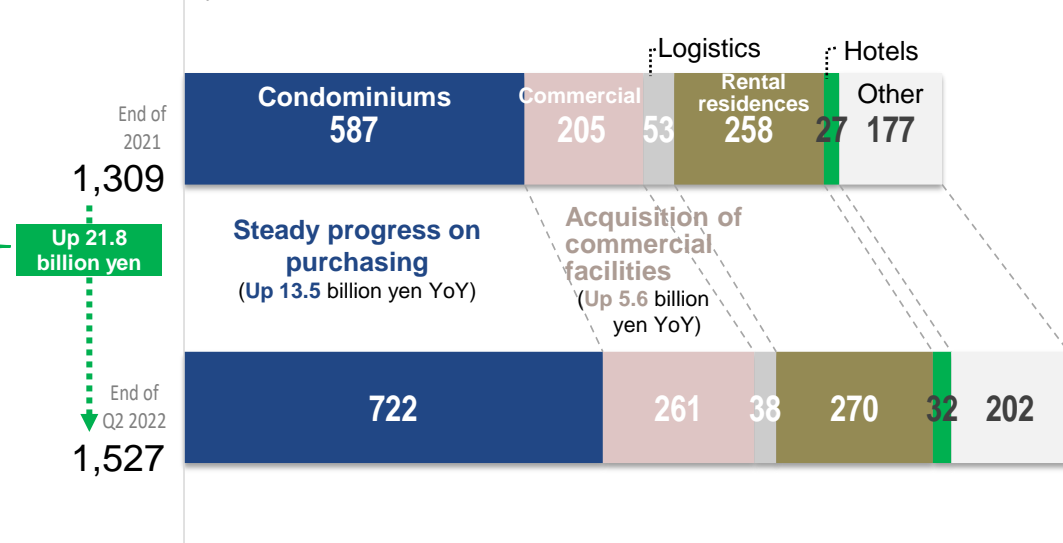 Logistics
Hotels
End of
2021
1,309
Condominiums
587
Commercial
205
53
Rental
residences
258
27
Other
177
Up 21.8
billion yen
Steady progress on
purchasing
(Up 13.5 billion yen YoY)
Acquisition of
commercial
facilities
(Up 5.6 billion
yen YoY)
End of
Q2 2022
1,527
722
261
38
270
32
202